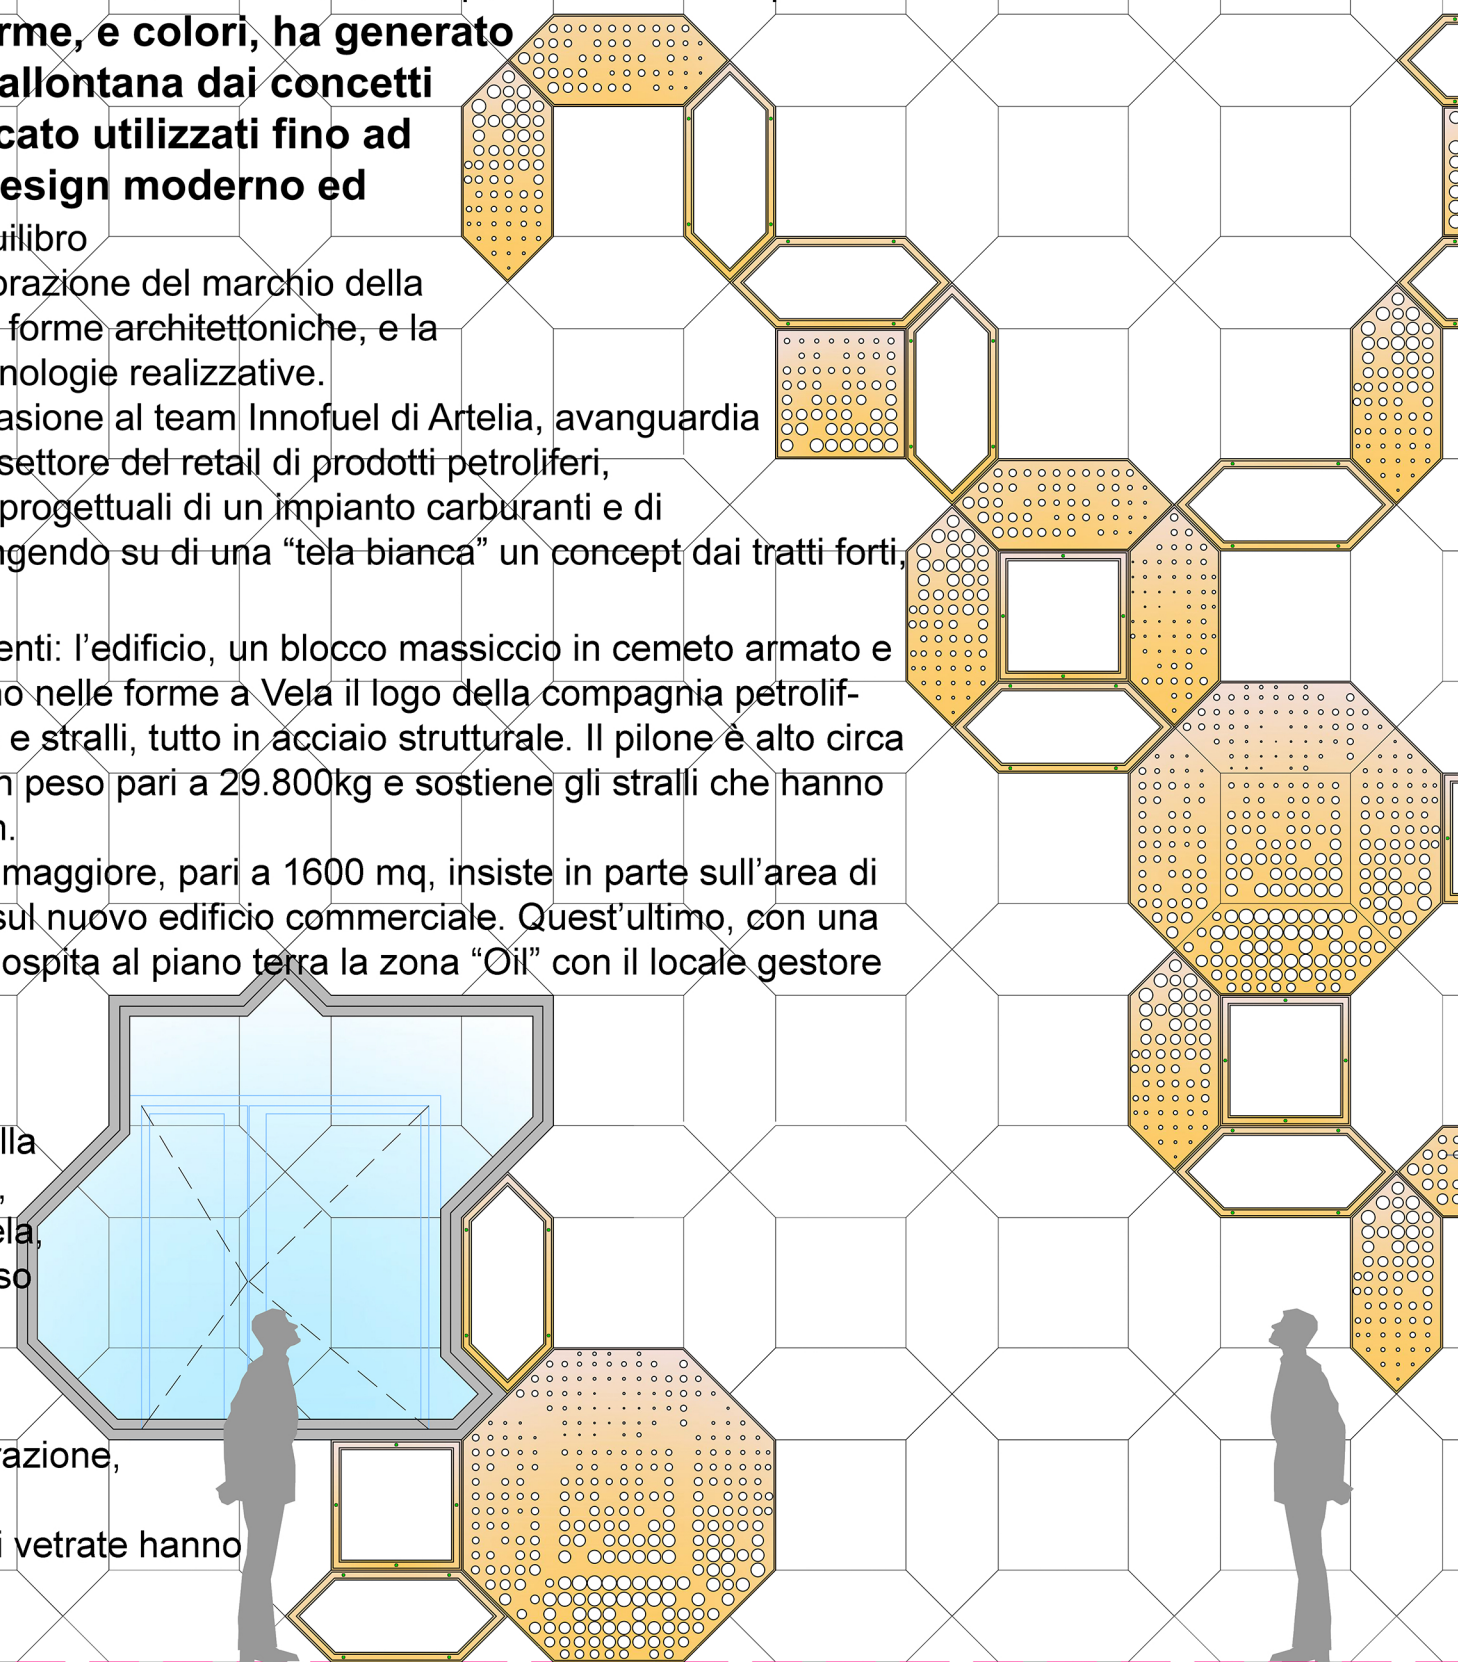 rme, e colori, ha generato
allontana dai concetti
cato utilizzati fino ad
esign moderno ed
uilibro
orazione del marchio della
forme architettoniche, e la
nologie realizzative.
asione al team Innofuel di Artelia, avanguardia
settore del retail di prodotti petroliferi,
progettuali di un impianto carburanti e di
ngendo su di una “tela bianca” un concept dai tratti forti,
enti: l’edificio, un blocco massiccio in cemeto armato e
no nelle forme a Vela il logo della compagnia petrolif-
e stralli, tutto in acciaio strutturale. Il pilone è alto circa
n peso pari a 29.800kg e sostiene gli stralli che hanno
n.
maggiore, pari a 1600 mq, insiste in parte sull’area di
sul nuovo edificio commerciale. Quest’ultimo, con una
ospita al piano terra la zona “Oil” con il locale gestore
lla
,
ela,
so
razione,
i vetrate hanno